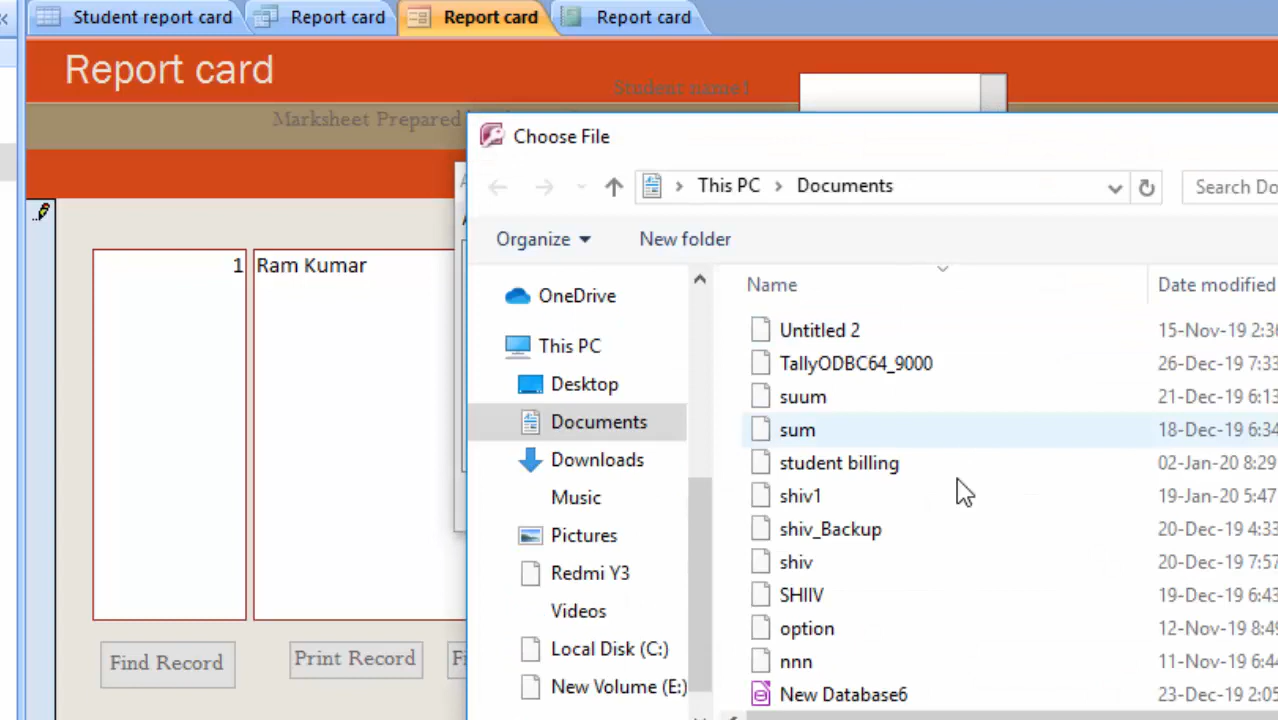 Student report card Report card Report card Report card
Report card
Student name1
Marksheet Prepared
Choose File
This PC Documents
Search Do
Organize New folder
Name Date modified
OneDrive
This PC
Desktop
Documents
Downloads
Music
Pictures
Redmi Y3
Videos
Local Disk (C:)
New Volume (E:)
Untitled 2 15-Nov-19 2:36
TallyODBC64_9000 26-Dec-19 7:33
suum 21-Dec-19 6:13
sum 18-Dec-19 6:34
student billing 02-Jan-20 8:29
shiv1 19-Jan-20 5:47
shiv_Backup 20-Dec-19 4:33
shiv 20-Dec-19 7:57
SHIIV 19-Dec-19 6:43
option 12-Nov-19 8:49
nnn 11-Nov-19 6:44
New Database6 23-Dec-19 2:05
1 Ram Kumar
Find Record Print Record Fi